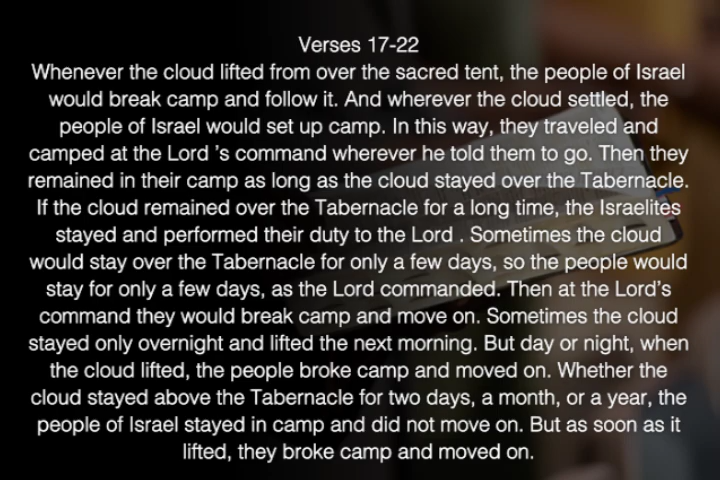 Verses 17-22
Whenever the cloud lifted from over the sacred tent, the people of Israel
would break camp and follow it. And wherever the cloud settled, the
people of Israel would set up camp. In this way, they traveled and
camped at the Lord 's command wherever he told them to go. Then they
remained in their camp as long as the cloud stayed over the Tabernacle.
If the cloud remained over the Tabernacle for a long time, the Israelites
stayed and performed their duty to the Lord . Sometimes the cloud
would stay over the Tabernacle for only a few days, so the people would
stay for only a few days, as the Lord commanded. Then at the Lord's
command they would break camp and move on. Sometimes the cloud
stayed only overnight and lifted the next morning. But day or night, when
the cloud lifted, the people broke camp and moved on. Whether the
cloud stayed above the Tabernacle for two days, a month, or a year, the
people of Israel stayed in camp and did not move on. But as soon as it
lifted, they broke camp and moved on.